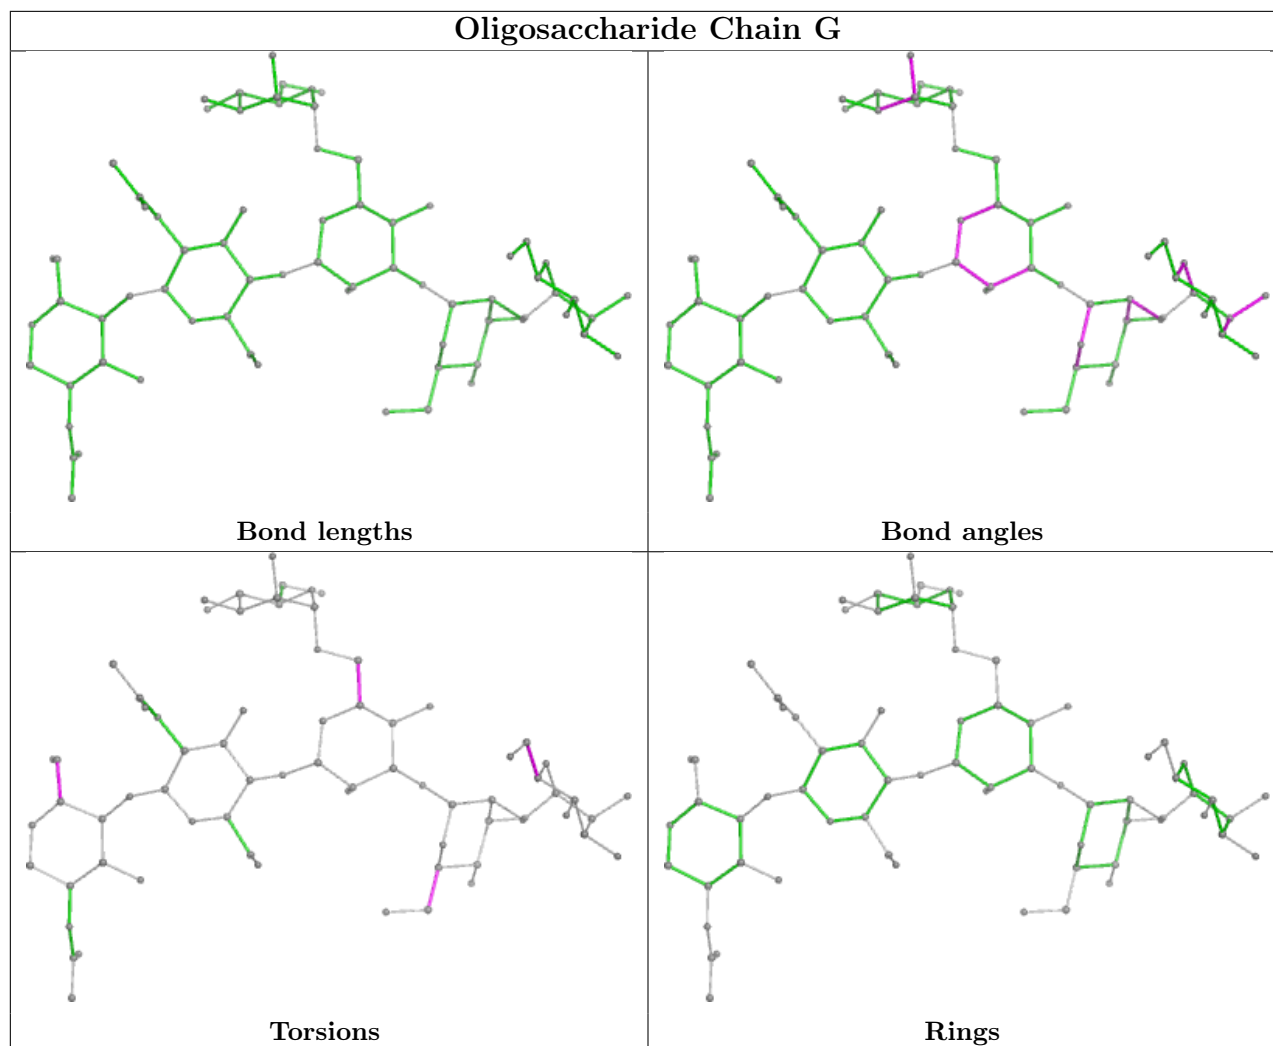 Oligosaccharide Chain G
Bond lengths
Bond angles
Torsions
Rings